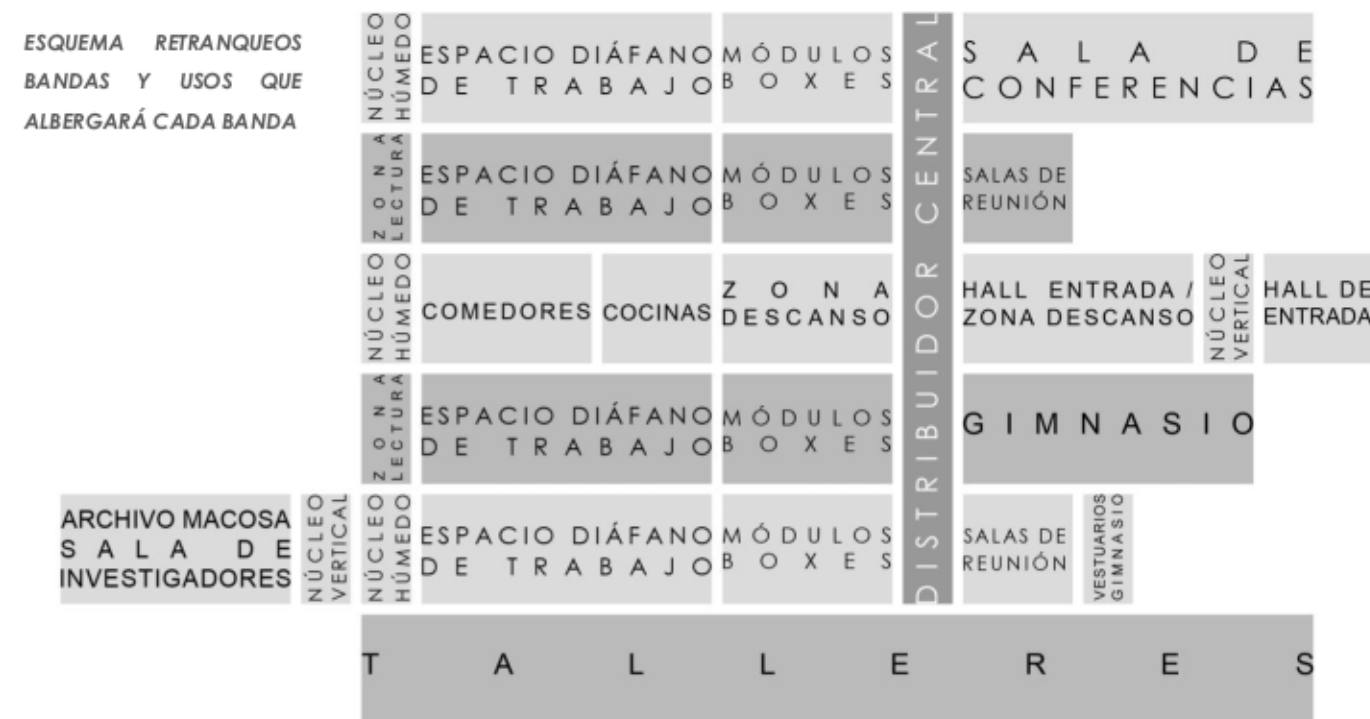 ESQUEMA RETRANQUEOS
BANDAS Y USOS QUE
ALBERGARÁ CADA BANDA
NÚCLEO
HÚMEDO
ESPACIO DIÁFANO
DE TRABAJO
MÓDULOS
BOXES
DISTRIBUIDOR CENTRAL
SALA DE
CONFERENCIAS
ZONA
LECTURA
ESPACIO DIÁFANO
DE TRABAJO
MÓDULOS
BOXES
SALAS DE
REUNIÓN
NÚCLEO
HÚMEDO
COMEDORES
COCINAS
ZONA
DESCANSO
HALL ENTRADA /
ZONA DESCANSO
NÚCLEO
VERTICAL
HALL DE
ENTRADA
ZONA
LECTURA
ESPACIO DIÁFANO
DE TRABAJO
MÓDULOS
BOXES
GIMNASIO
ARCHIVO MACOSA
SALA DE
INVESTIGADORES
NÚCLEO
VERTICAL
NÚCLEO
HÚMEDO
ESPACIO DIÁFANO
DE TRABAJO
MÓDULOS
BOXES
SALAS DE
REUNIÓN
VESTUARIOS
GIMNASIO
TALLERES